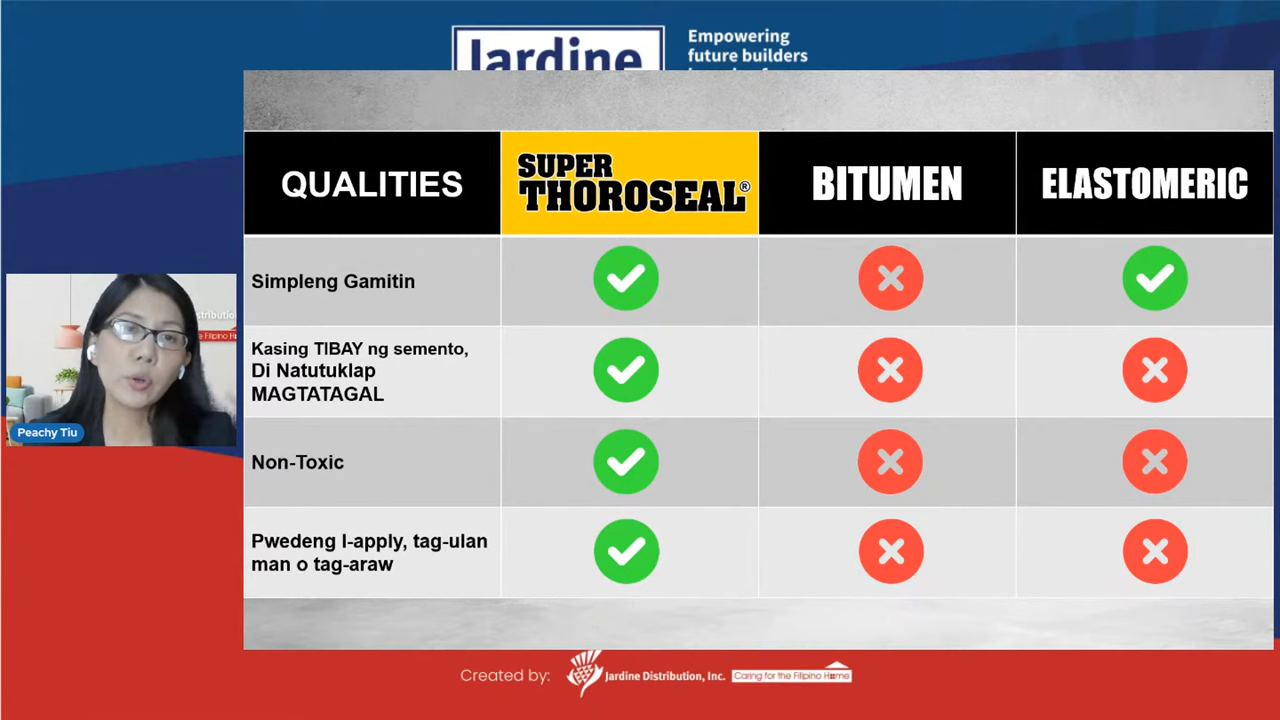 Jardine
Empowering
future builders
QUALITIES
SUPER
THOROSEAL®
BITUMEN
ELASTOMERIC
Simpleng Gamitin
Kasing TIBAY ng semento,
Di Natutuklap
MAGTATAGAL
Non-Toxic
Pwedeng I-apply, tag-ulan
man o tag-araw
Peachy Tiu
Created by:
Jardine Distribution, Inc.
Caring for the Filipino Home